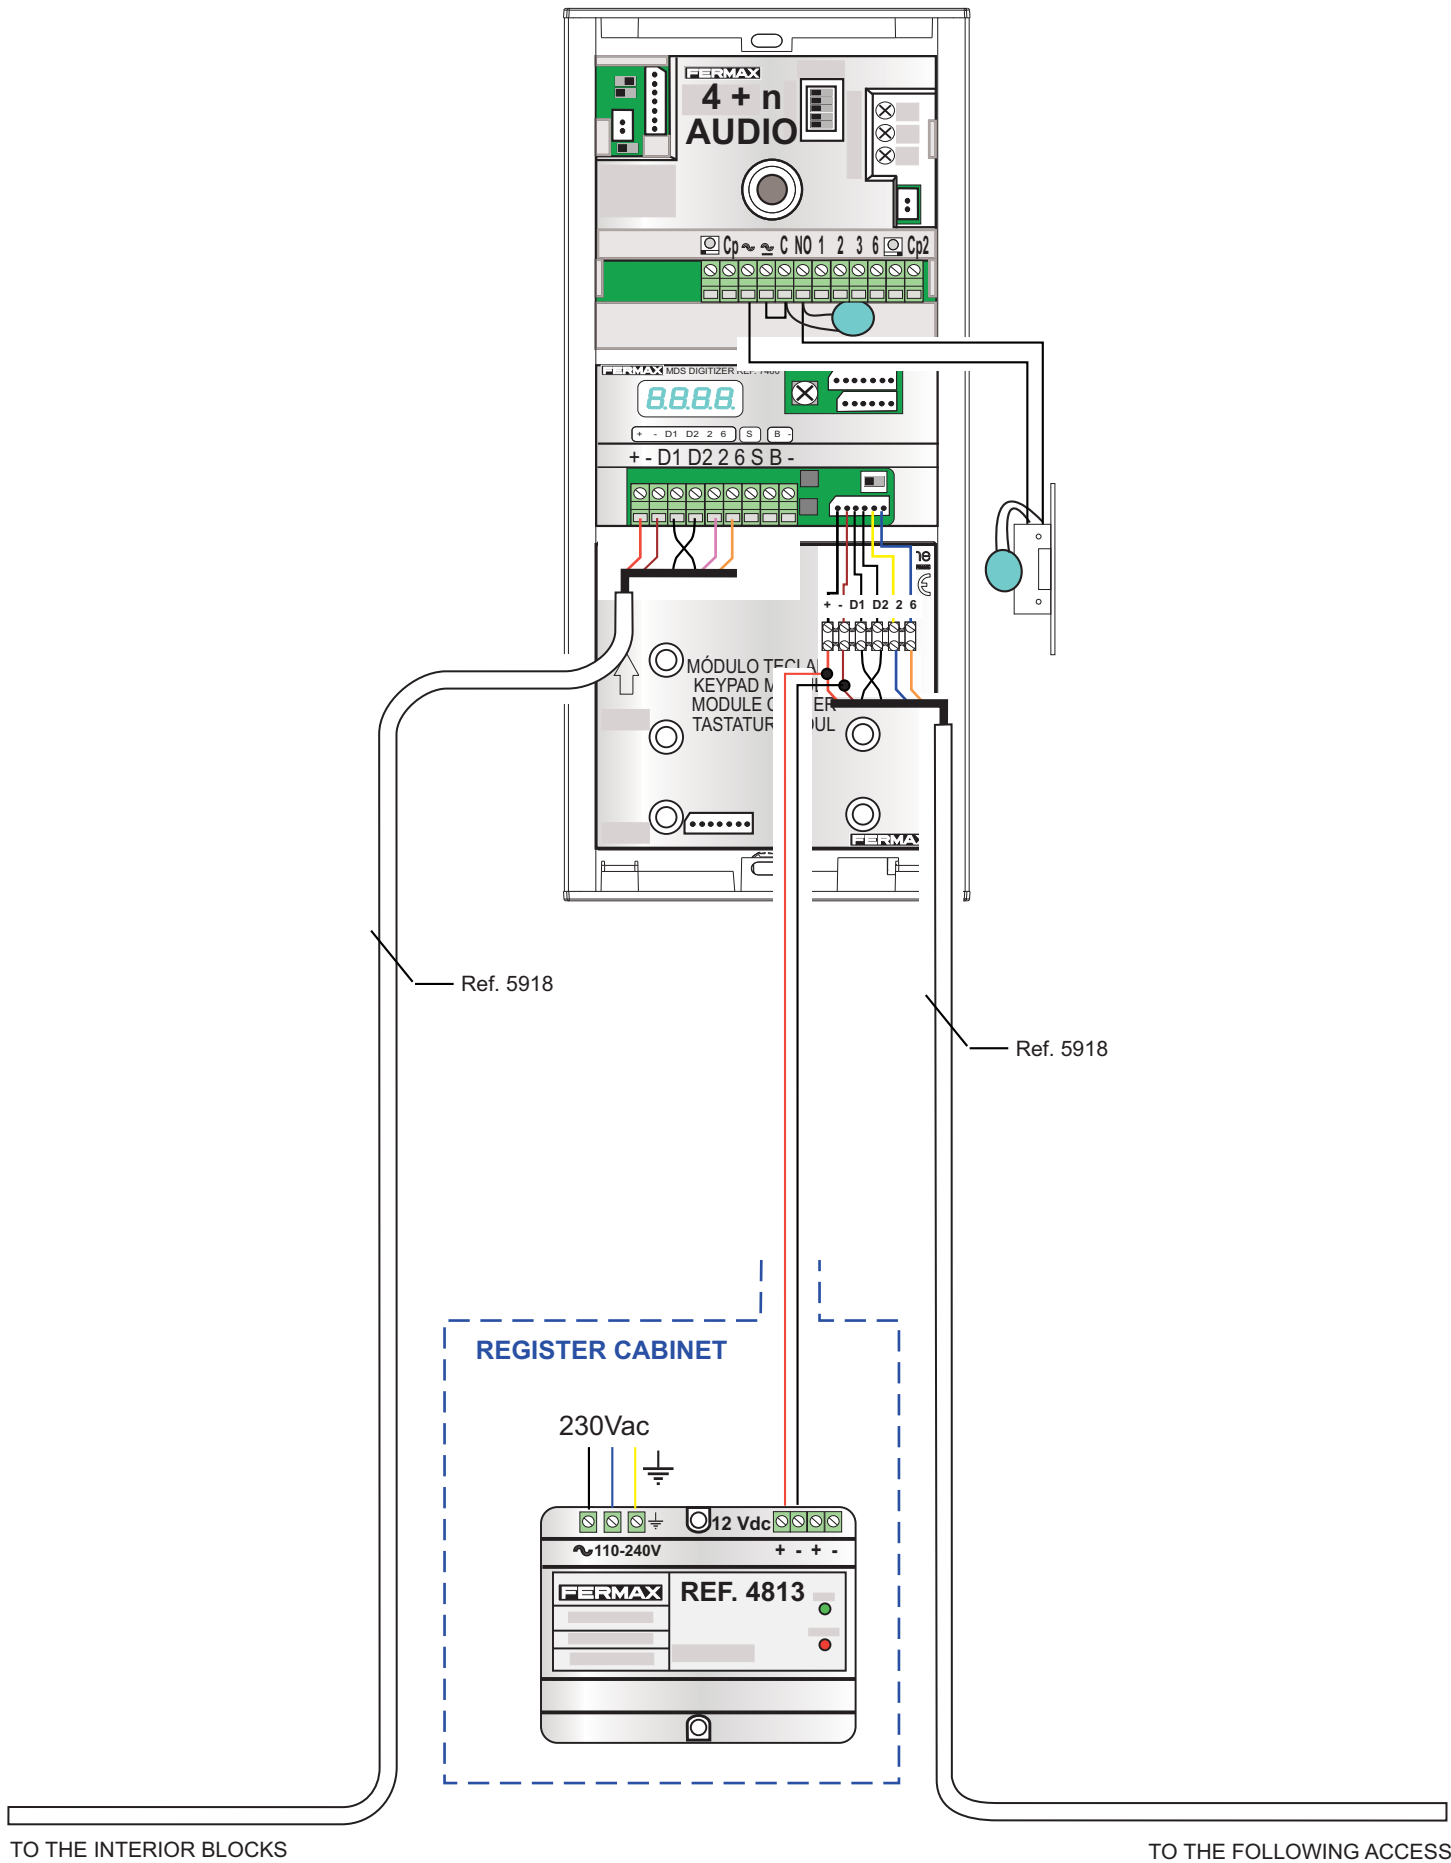 FERMAX
4 + n
AUDIO
Cp C NO 1 2 3 6 Cp2
FERMAX MDS DIGITIZER REF.
8.8.8.8.
+ - D1 D2 2 6 S B -
+ - D1 D2 2 6 S B -
+ - D1 D2 2 6
MÓDULO TECLA
KEYPAD M
MODULE C ER
TASTATUR UL
FERMAX
Ref. 5918
Ref. 5918
REGISTER CABINET
230Vac
12 Vdc
110-240V
+ - + -
FERMAX
REF. 4813
TO THE INTERIOR BLOCKS
TO THE FOLLOWING ACCESS